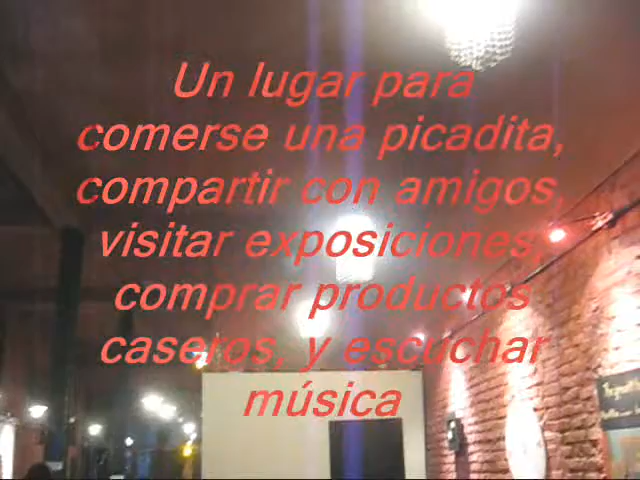 Un lugar para
comerse una picadita,
compartir con amigos,
visitar exposiciones,
comprar productos
caseros, y escuchar
música